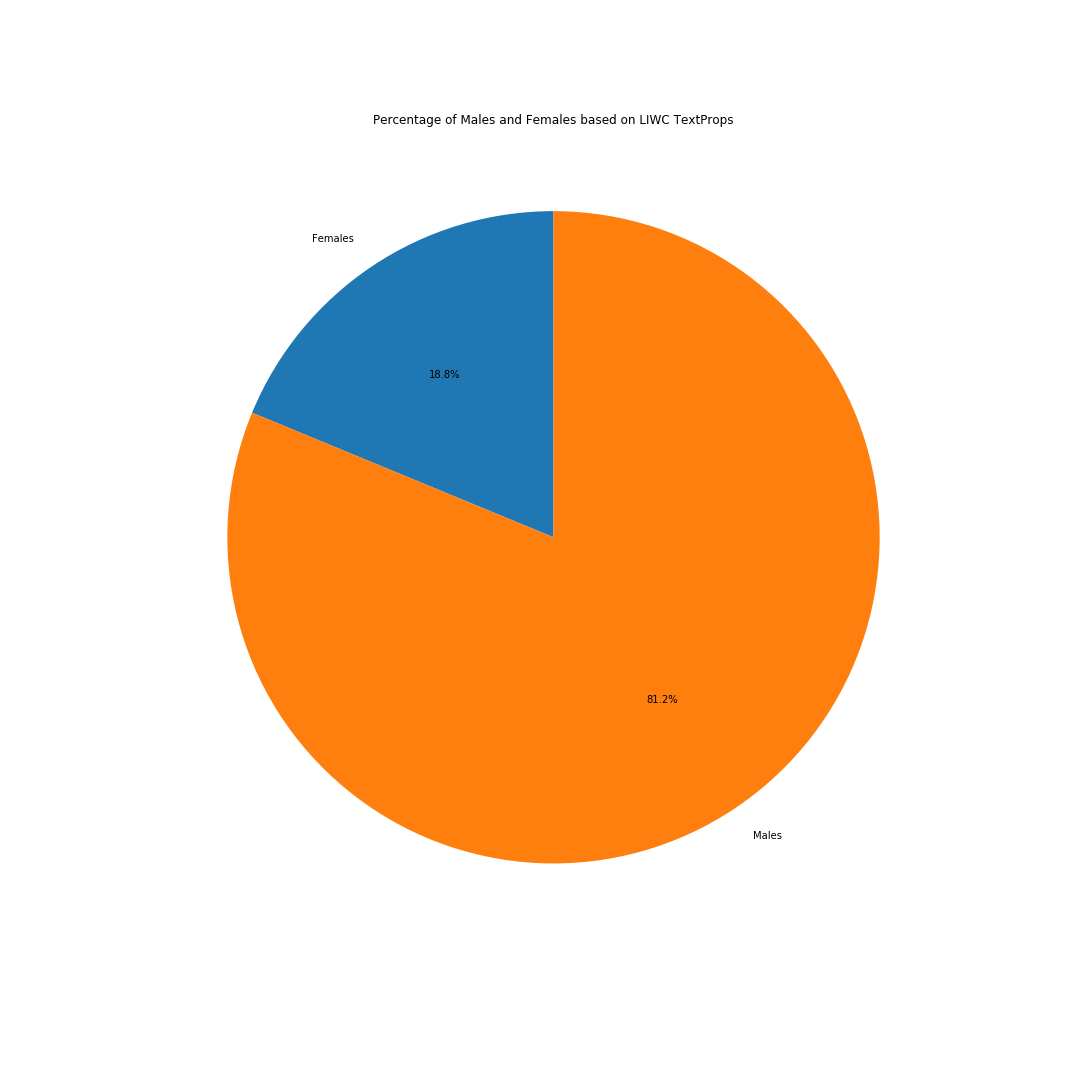 Percentage of Males and Females based on LIWC TextProps
Females
18.8%
81.2%
Males